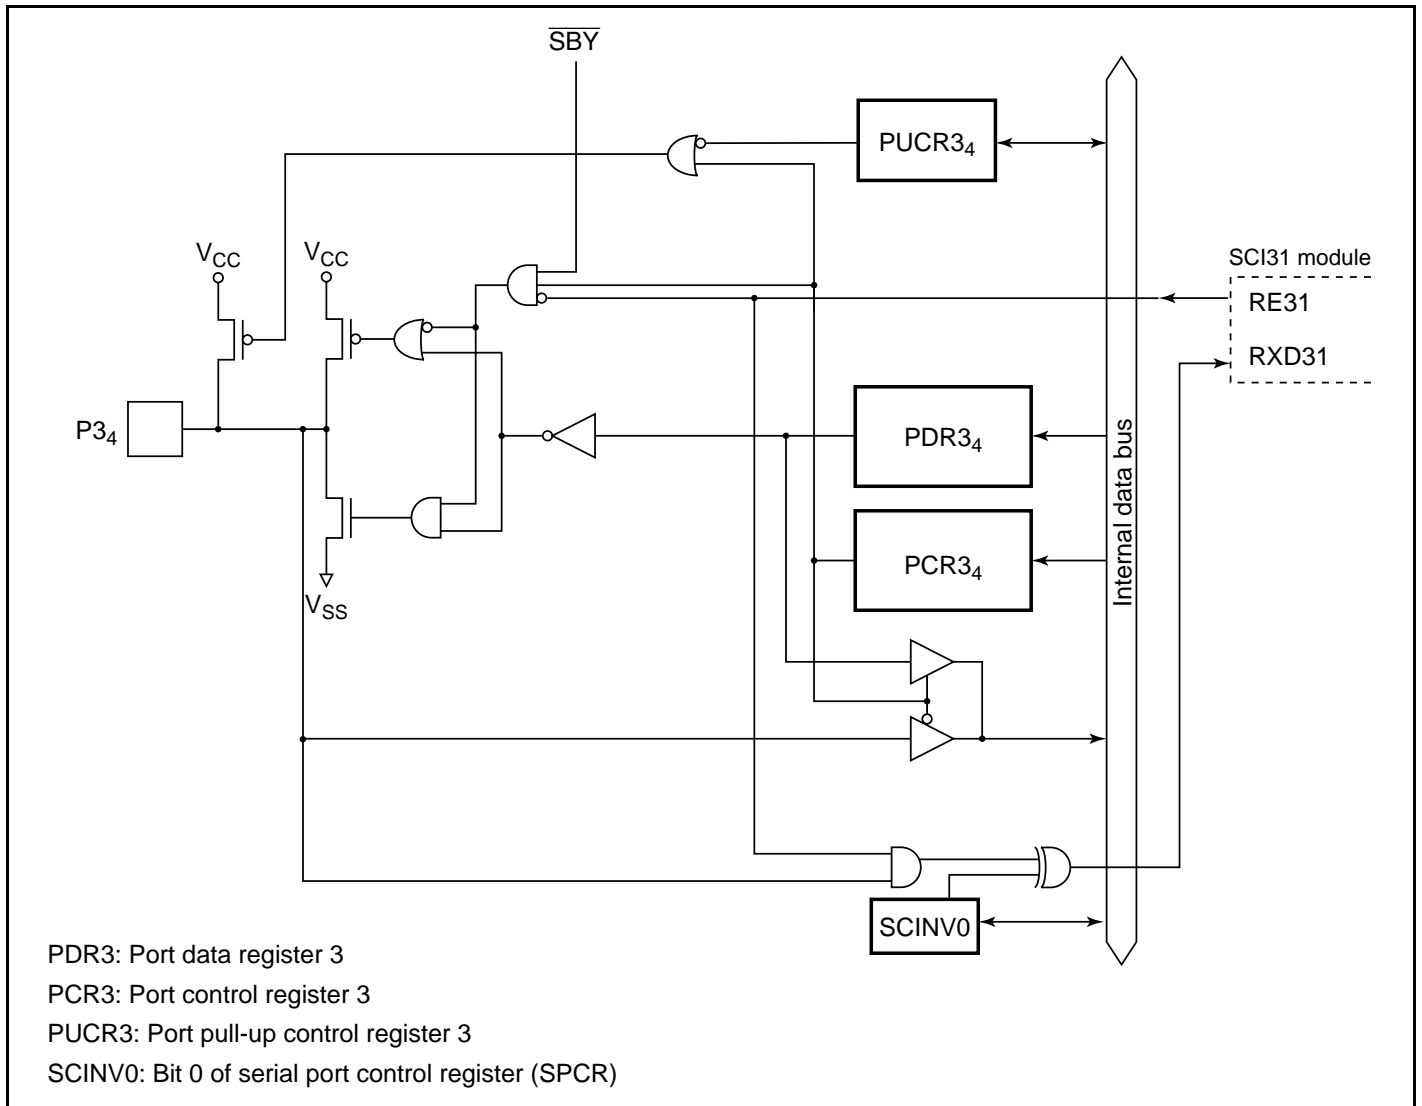 SBY
PUCR3₄
V_CC
V_CC
SCI31 module
RE31
RXD31
P3₄
PDR3₄
PCR3₄
Internal data bus
V_SS
SCINV0
PDR3: Port data register 3
PCR3: Port control register 3
PUCR3: Port pull-up control register 3
SCINV0: Bit 0 of serial port control register (SPCR)